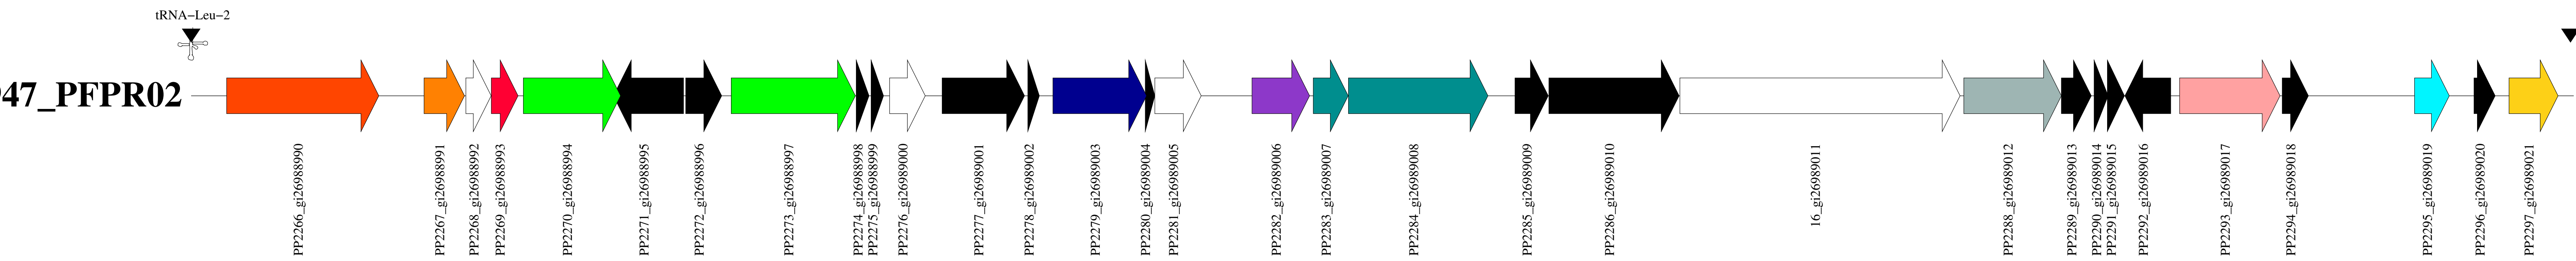 tRNA−Leu−2
947_PFPR02
PP2266_gi26988990
PP2267_gi26988991
PP2268_gi26988992
PP2269_gi26988993
PP2270_gi26988994
PP2271_gi26988995
PP2272_gi26988996
PP2273_gi26988997
PP2274_gi26988998
PP2275_gi26988999
PP2276_gi26989000
PP2277_gi26989001
PP2278_gi26989002
PP2279_gi26989003
PP2280_gi26989004
PP2281_gi26989005
PP2282_gi26989006
PP2283_gi26989007
PP2284_gi26989008
PP2285_gi26989009
PP2286_gi26989010
16_gi26989011
PP2288_gi26989012
PP2289_gi26989013
PP2290_gi26989014
PP2291_gi26989015
PP2292_gi26989016
PP2293_gi26989017
PP2294_gi26989018
PP2295_gi26989019
PP2296_gi26989020
PP2297_gi26989021